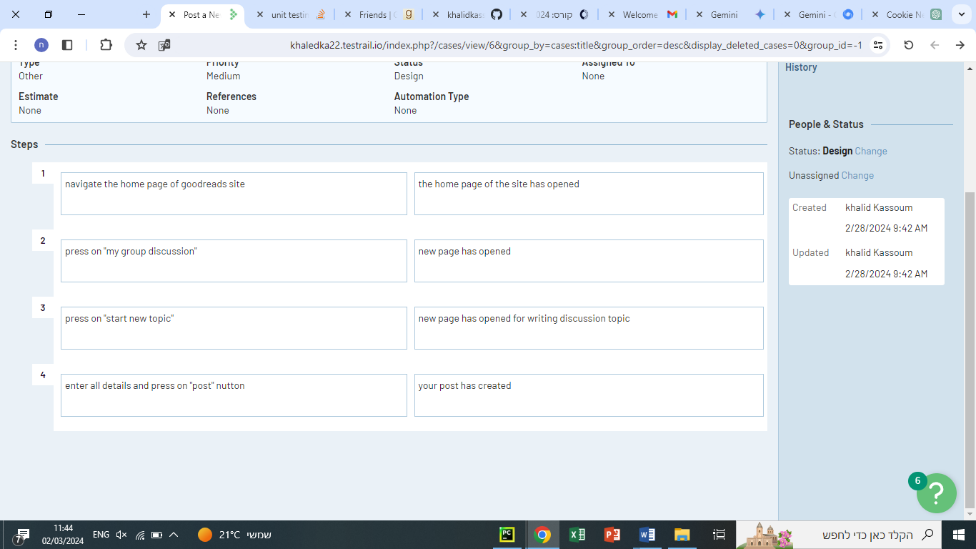 Post a Ne
unit testin
Friends | G
khalidkas
קורס: 024
Welcome
Gemini
Gemini -
Cookie N
khaledka22.testrail.io/index.php?/cases/view/6&group_by=cases:title&group_order=desc&display_deleted_cases=0&group_id=-1
Type
Priority
Status
Assigned To
Other
Medium
Design
None
Estimate
References
Automation Type
None
None
None
Steps
1
navigate the home page of goodreads site
the home page of the site has opened
2
press on "my group discussion"
new page has opened
3
press on "start new topic"
new page has opened for writing discussion topic
4
enter all details and press on "post" nutton
your post has created
History
People & Status
Status: Design Change
Unassigned Change
Created khalid Kassoum
2/28/2024 9:42 AM
Updated khalid Kassoum
2/28/2024 9:42 AM
6
?
7
11:44
02/03/2024
ENG
21°C שמשי
הקלד כאן כדי לחפש